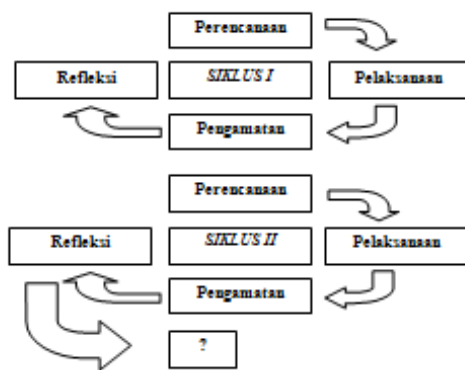 Perencanaan
Refleksi
SIKLUS I
Pelaksanaan
Pengamatan
Perencanaan
Refleksi
SIKLUS II
Pelaksanaan
Pengamatan
?